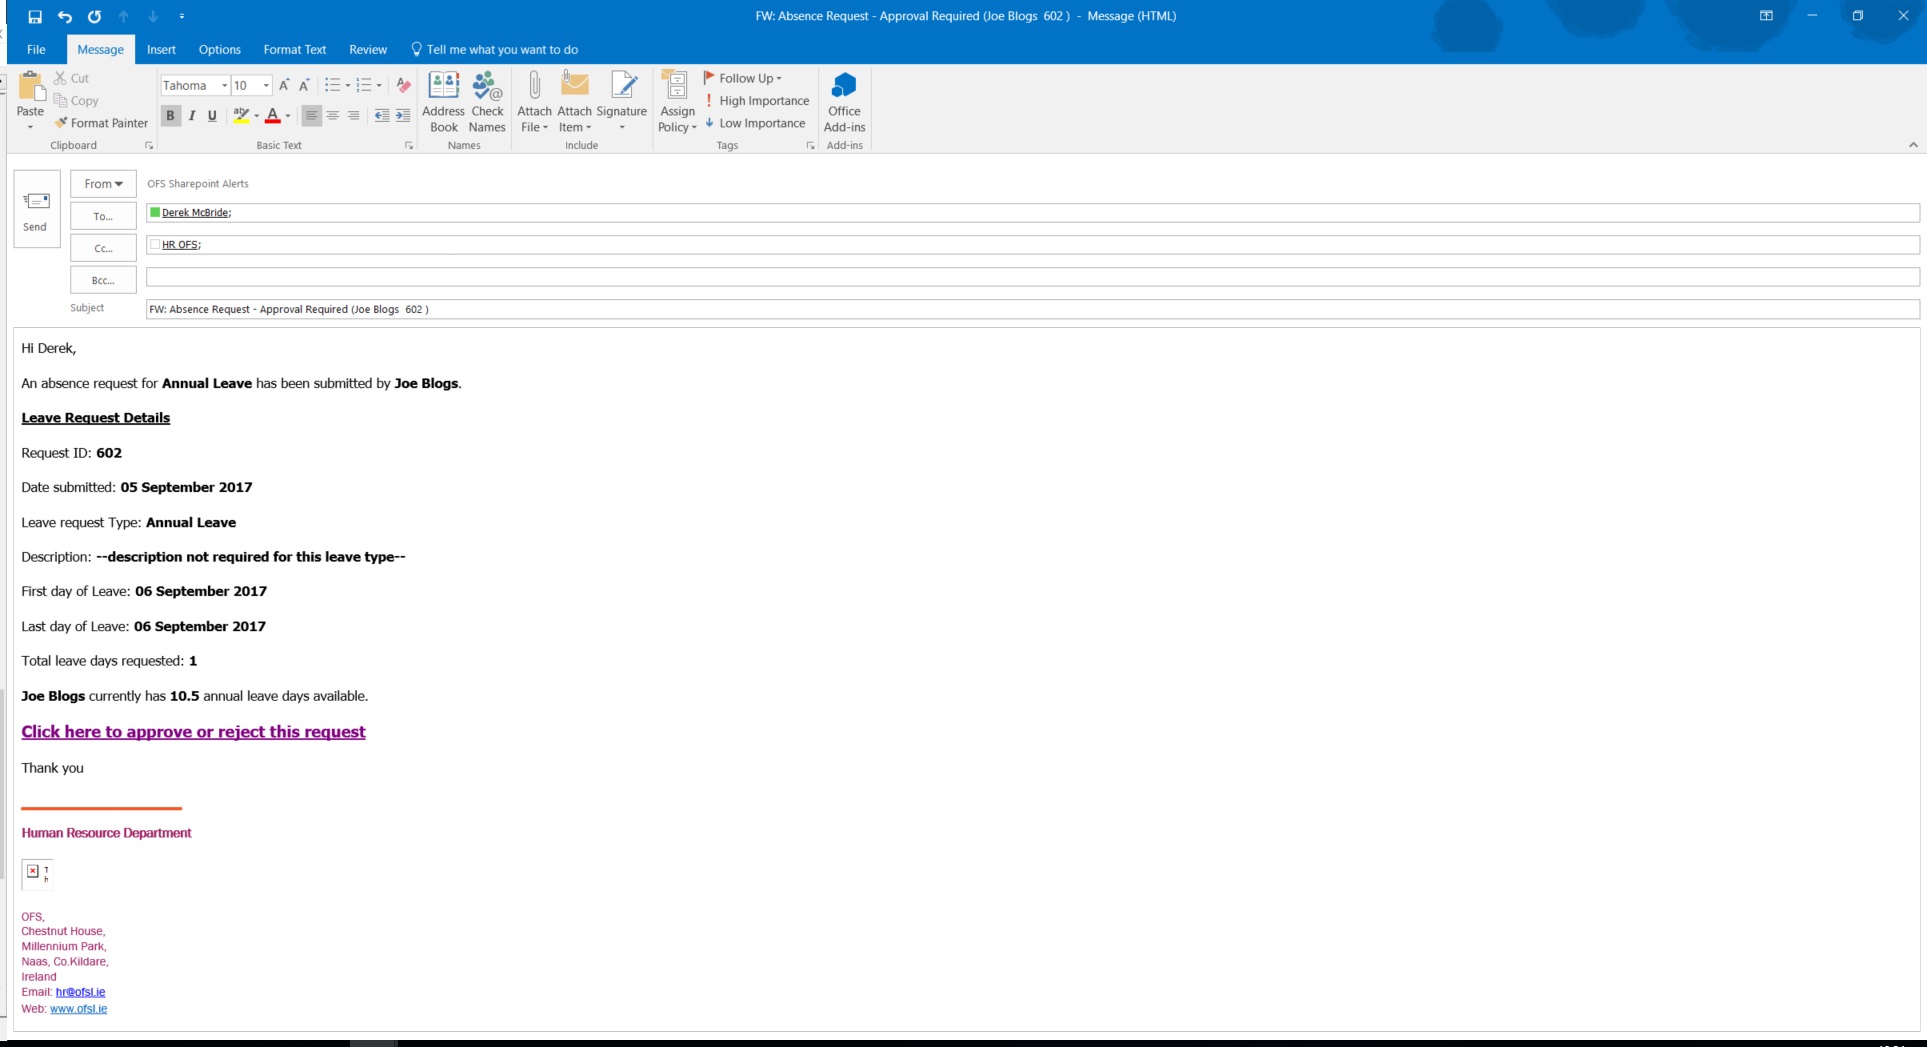 FW: Absence Request - Approval Required (Joe Blogs  602 )  -  Message (HTML)
File Message Insert Options Format Text Review Tell me what you want to do
Paste
Cut
Copy
Format Painter
Clipboard
Tahoma 10
B I U
Basic Text
Address Book
Check Names
Names
Attach File
Attach Item
Signature
Include
Assign Policy
Follow Up
High Importance
Low Importance
Tags
Office Add-ins
Add-ins
Send
From OFS Sharepoint Alerts
To... Derek McBride;
Cc... HR OFS;
Bcc...
Subject FW: Absence Request - Approval Required (Joe Blogs  602 )
Hi Derek,
An absence request for Annual Leave has been submitted by Joe Blogs.
Leave Request Details
Request ID: 602
Date submitted: 05 September 2017
Leave request Type: Annual Leave
Description: --description not required for this leave type--
First day of Leave: 06 September 2017
Last day of Leave: 06 September 2017
Total leave days requested: 1
Joe Blogs currently has 10.5 annual leave days available.
Click here to approve or reject this request
Thank you
Human Resource Department
OFS,
Chestnut House,
Millennium Park,
Naas, Co.Kildare,
Ireland
Email: hr@ofsl.ie
Web: www.ofsl.ie